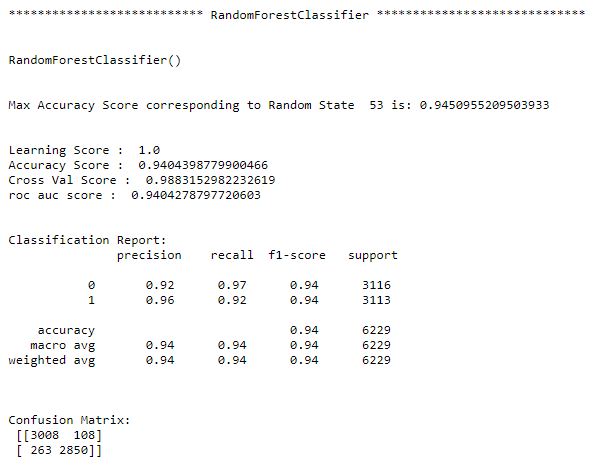 *************************** RandomForestClassifier *****************************
RandomForestClassifier()
Max Accuracy Score corresponding to Random State  53 is: 0.9450955209503933
Learning Score :  1.0
Accuracy Score :  0.9404398779900466
Cross Val Score :  0.9883152982232619
roc auc score :  0.9404278797720603
Classification Report:
precision    recall  f1-score   support
0       0.92      0.97      0.94      3116
1       0.96      0.92      0.94      3113
accuracy                           0.94      6229
macro avg       0.94      0.94      0.94      6229
weighted avg       0.94      0.94      0.94      6229
Confusion Matrix:
[[3008  108]
[ 263 2850]]